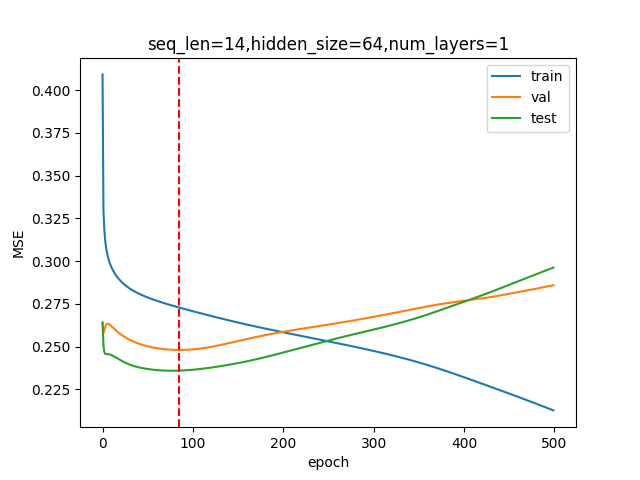 seq_len=14,hidden_size=64,num_layers=1
train
val
test
0.400
0.375
0.350
0.325
0.300
0.275
0.250
0.225
MSE
0 100 200 300 400 500
epoch